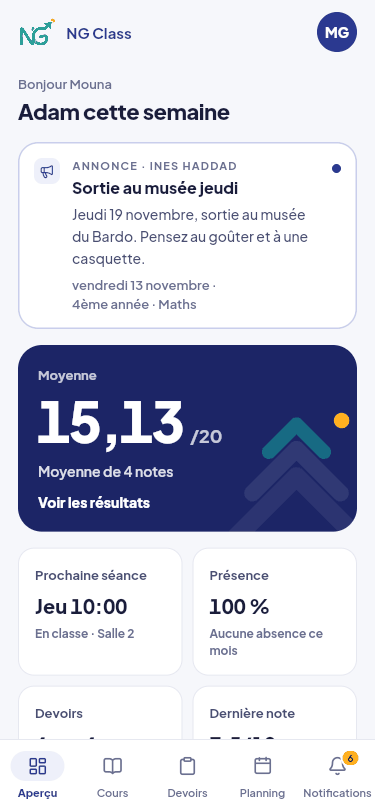 NG NG Class
MG
Bonjour Mouna
Adam cette semaine
ANNONCE · INES HADDAD
Sortie au musée jeudi
Jeudi 19 novembre, sortie au musée
du Bardo. Pensez au goûter et à une
casquette.
vendredi 13 novembre ·
4ème année · Maths
Moyenne
15,13 /20
Moyenne de 4 notes
Voir les résultats
Prochaine séance
Jeu 10:00
En classe · Salle 2
Présence
100 %
Aucune absence ce
mois
Devoirs
Dernière note
6
Aperçu
Cours
Devoirs
Planning
Notifications